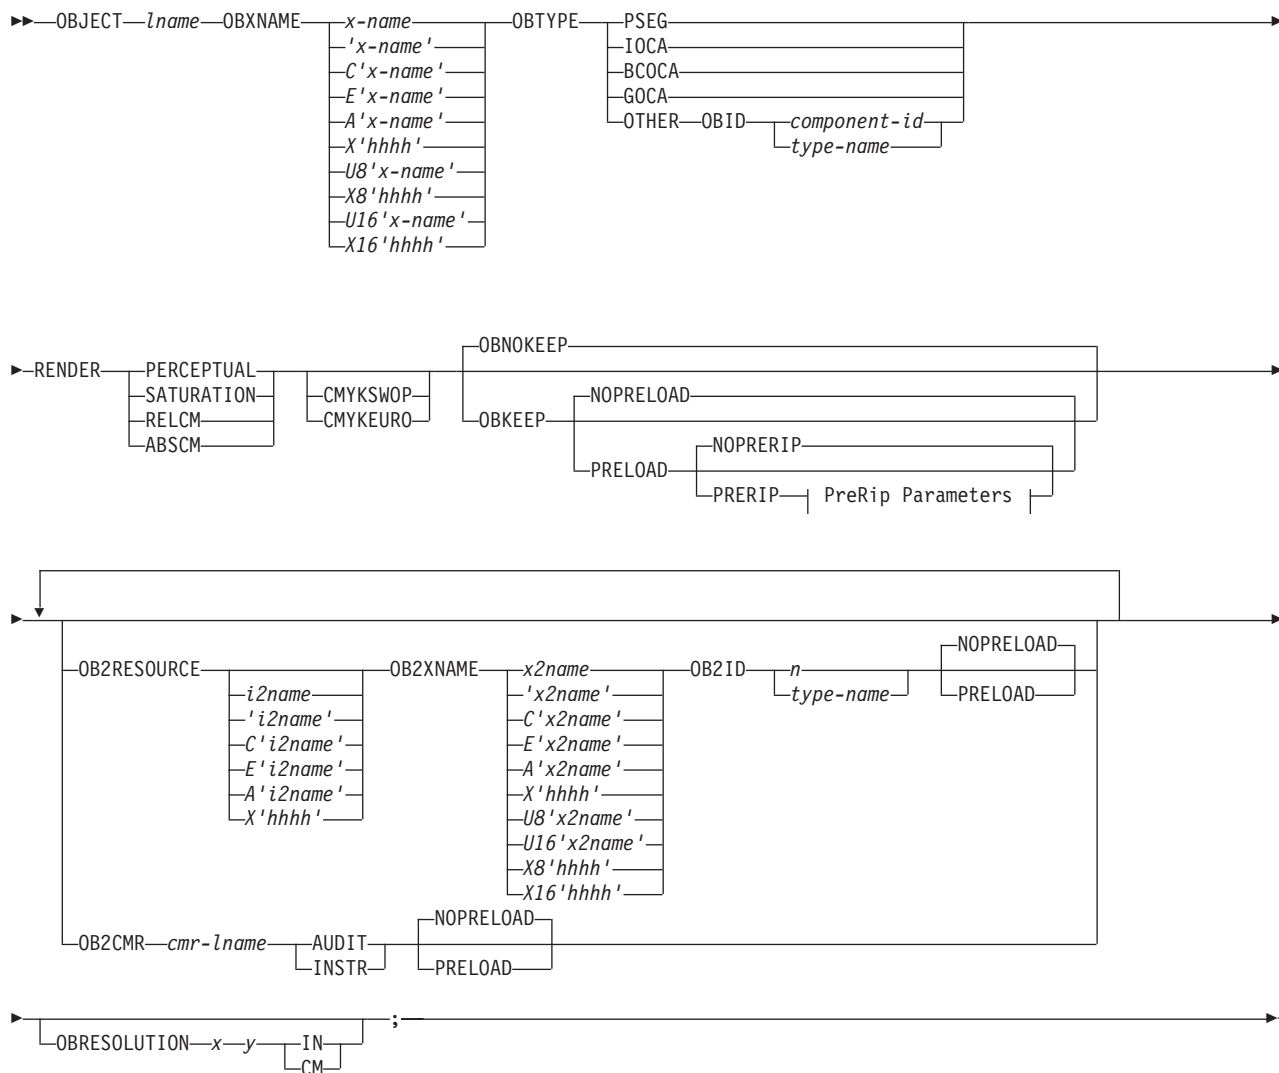 OBJECT lname OBXNAME x-name OBTYPE PSEG
'x-name' IOCA
C'x-name' BCOCA
E'x-name' GOCA
A'x-name' OTHER OBID component-id
X'hhhh' type-name
U8'x-name'
X8'hhhh'
U16'x-name'
X16'hhhh'
OBNOKEEP
RENDER PERCEPTUAL
SATURATION CMYKSWOP NOPRELOAD
RELCM CMYKEURO OBKEEP
ABSCM NOPRERIP
PRELOAD
PRERIP PreRip Parameters
NOPRELOAD
OB2RESOURCE OB2XNAME x2name OB2ID n
i2name 'x2name' type-name PRELOAD
'i2name' C'x2name'
C'i2name' E'x2name'
E'i2name' A'x2name'
A'i2name' X'hhhh'
X'hhhh' U8'x2name'
U16'x2name'
X8'hhhh'
X16'hhhh'
NOPRELOAD
OB2CMR cmr-lname AUDIT
INSTR PRELOAD
;
OBRESOLUTION x y IN
CM